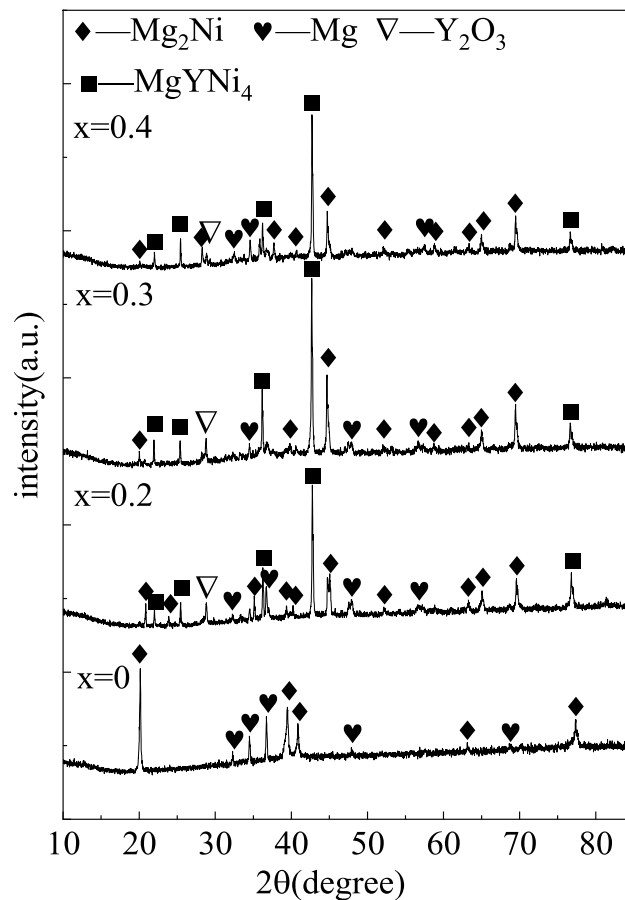 ♦—Mg₂Ni ♥—Mg ▽—Y₂O₃
■—MgYNi₄
x=0.4
x=0.3
x=0.2
x=0
intensity(a.u.)
10 20 30 40 50 60 70 80
2θ(degree)